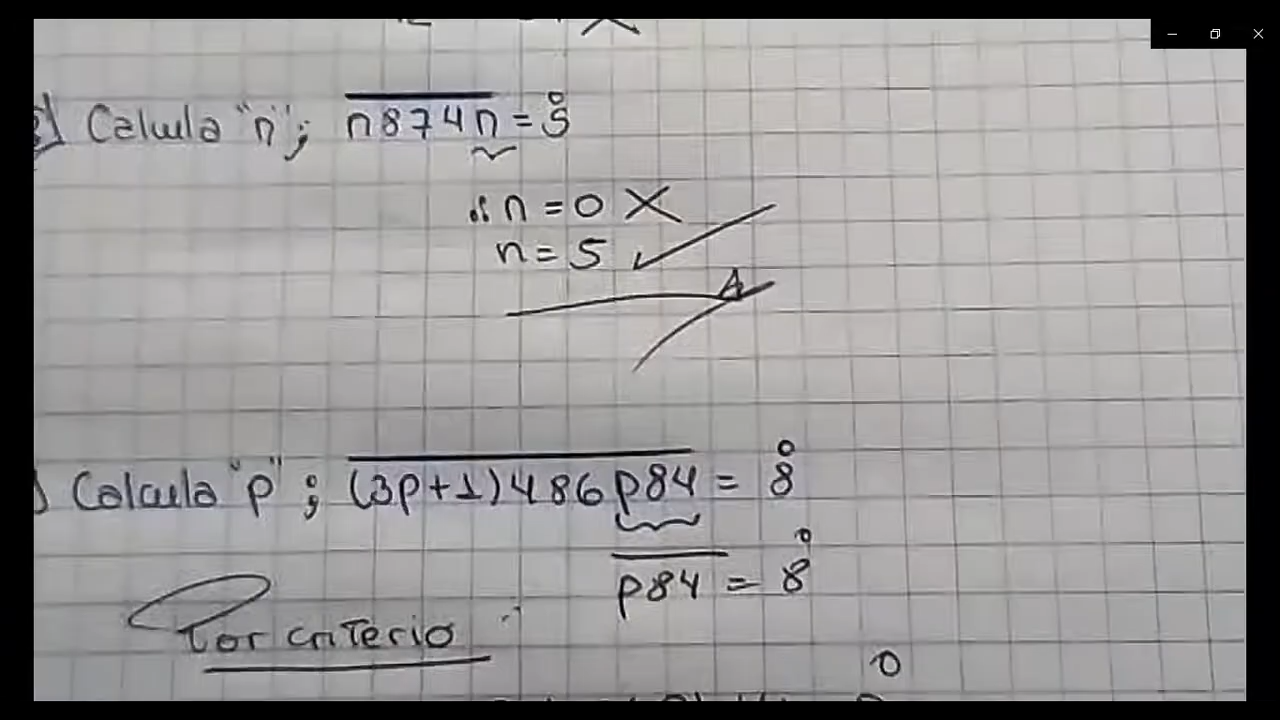 Calcula "n"; n874n = 5̊
∴ n = 0 X
n = 5 ✓
A
) Calcula "p"; (3p+1)486p84 = 8̊
p84 = 8̊
Por criterio